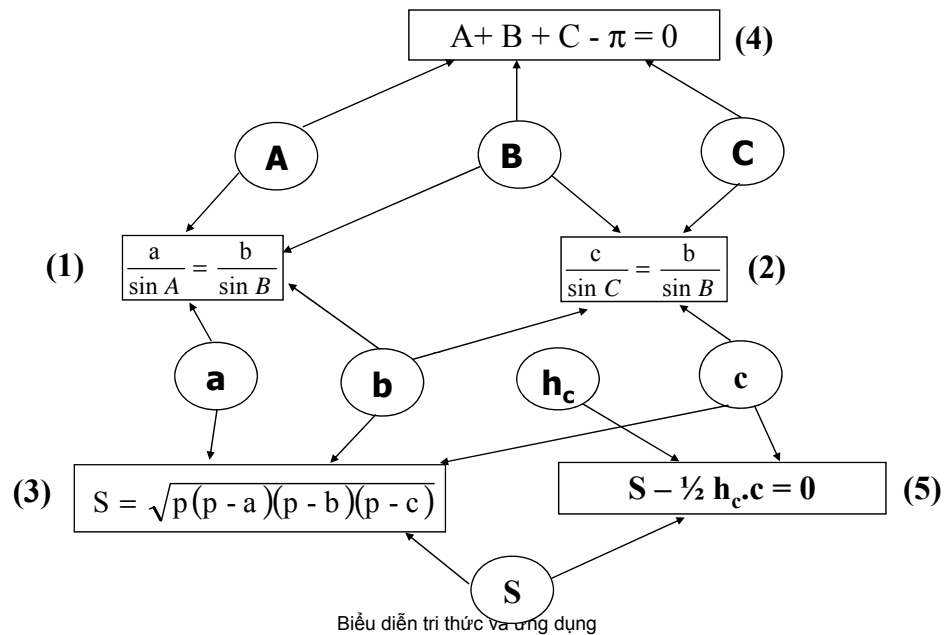 A+ B + C - π = 0 (4)
A B C
(1) a/sin A = b/sin B c/sin C = b/sin B (2)
a b h_c c
(3) S = √p(p - a)(p - b)(p - c) S – ½ h_c.c = 0 (5)
S
Biểu diễn tri thức và ứng dụng